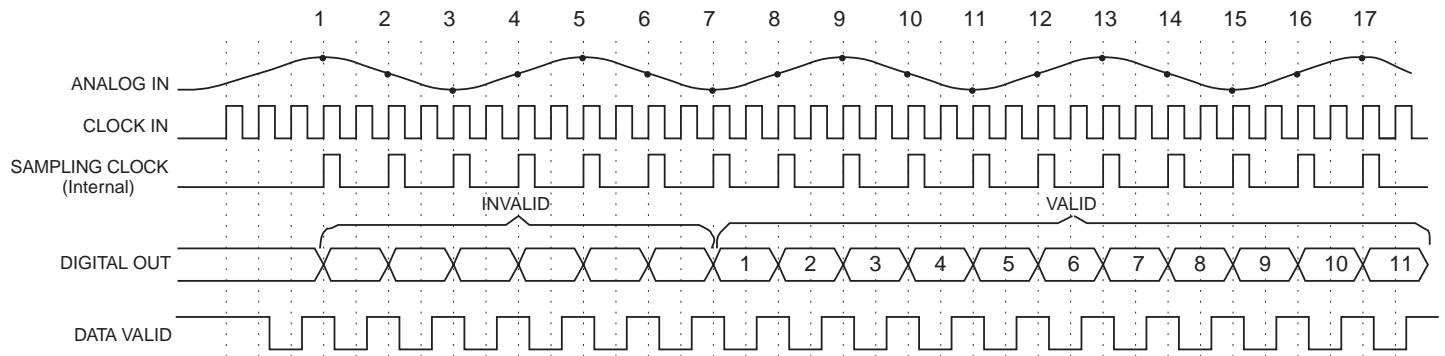 1 2 3 4 5 6 7 8 9 10 11 12 13 14 15 16 17
ANALOG IN
CLOCK IN
SAMPLING CLOCK
(Internal)
INVALID VALID
DIGITAL OUT 1 2 3 4 5 6 7 8 9 10 11
DATA VALID